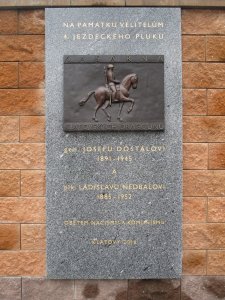 NA PAMÁTKU VELITELŮM
4. JEZDECKÉHO PLUKU
gen. JOSEFU DOSTÁLOVI
1891–1945
A
plk. LADISLAVU NEDBALOVI
1885–1952
OBĚTEM NACISMU A KOMUNISMU
KLATOVY